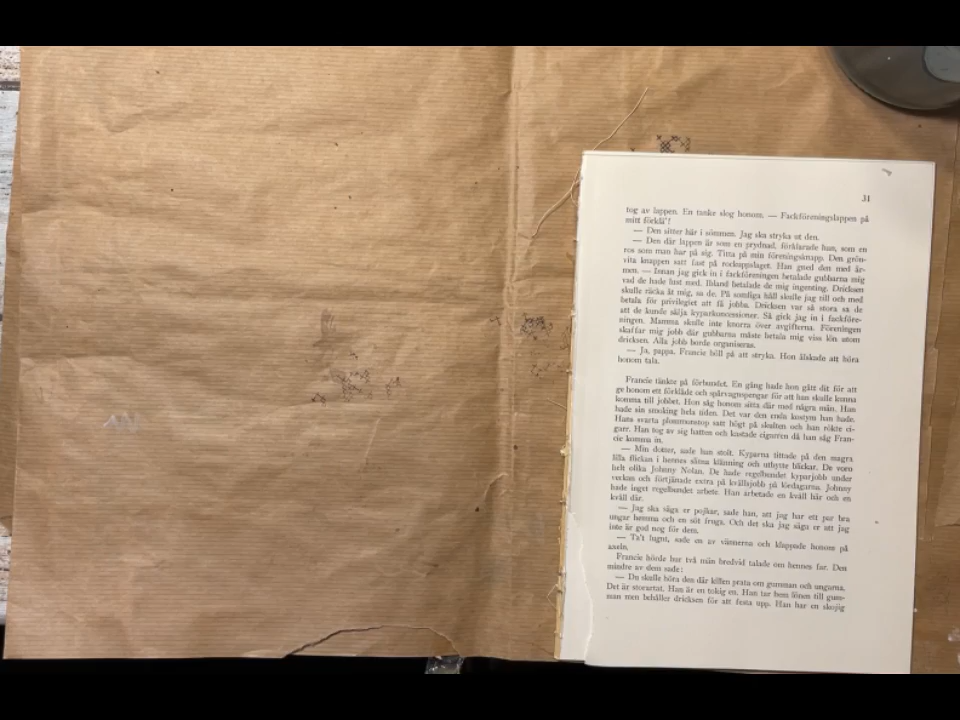 31
tog av lappen. En tanke slog honom. — Fackföreningslappen på
mitt förklä'!
— Den sitter här i sömmen. Jag ska stryka ut den.
— Den där lappen är som en prydnad, förklarade han, som en
ros som man har på sig. Titta på min föreningsknapp. Den grön-
vita knappen satt fast på rockuppslaget. Han gned den med är-
men. — Innan jag gick in i fackföreningen betalade gubbarna mig
vad de hade lust med. Ibland betalade de mig ingenting. Dricksen
skulle räcka åt mig, sa de. På somliga håll skulle jag till och med
betala för privilegiet att få jobba. Dricksen var så stora sa de
att de kunde sälja kyparkoncessioner. Så gick jag in i fackföre-
ningen. Mamma skulle inte knorra över avgifterna. Föreningen
skaffar mig jobb där gubbarna måste betala mig viss lön utom
dricksen. Alla jobb borde organiseras.
— Ja, pappa. Francie höll på att stryka. Hon älskade att höra
honom tala.
Francie tänkte på förbundet. En gång hade hon gått dit för att
ge honom ett förkläde och spårvagnspengar för att han skulle kunna
komma till jobbet. Hon såg honom sitta där med några män. Han
hade sin smoking hela tiden. Det var den enda kostym han hade.
Hans svarta plommonstop satt högt på skulten och han rökte ci-
garr. Han tog av sig hatten och kastade cigarren då han såg Fran-
cie komma in.
— Min dotter, sade han stolt. Kyparna tittade på den magra
lilla flickan i hennes slitna klänning och utbytte blickar. De voro
helt olika Johnny Nolan. De hade regelbundet kyparjobb under
veckan och förtjänade extra på kvällsjobb på lördagarna. Johnny
hade inget regelbundet arbete. Han arbetade en kväll här och en
kväll där.
— Jag ska säga er pojkar, sade han, att jag har ett par bra
ungar hemma och en söt fruga. Och det ska jag säga er att jag
inte är god nog för dem.
— Ta't lugnt, sade en av vännerna och klappade honom på
axeln.
Francie hörde hur två män bredvid talade om hennes far. Den
mindre av dem sade:
— Du skulle höra den där killen prata om gumman och ungarna.
Det är storartat. Han är en tokig en. Han tar hem lönen till gum-
man men behåller dricksen för att festa upp. Han har en skojig